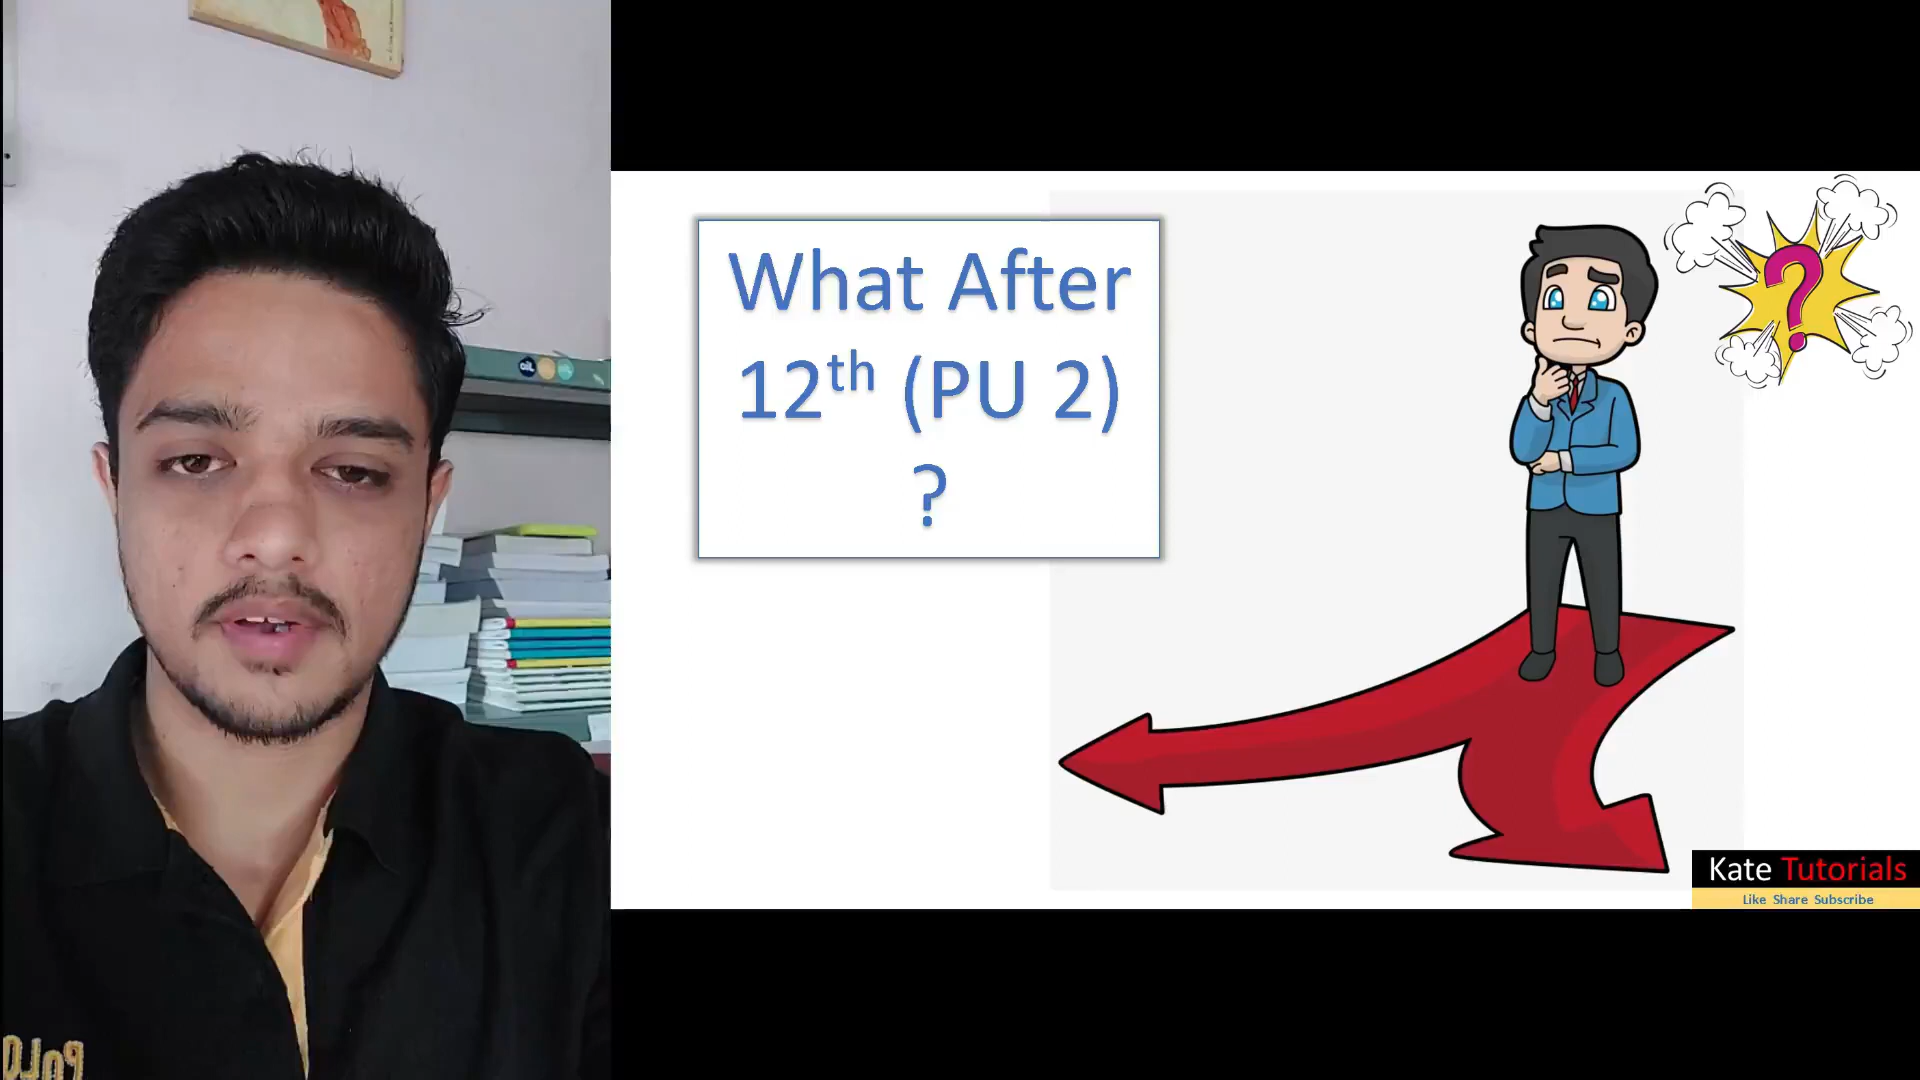 What After
12th (PU 2)
?
Kate Tutorials
Like Share Subscribe